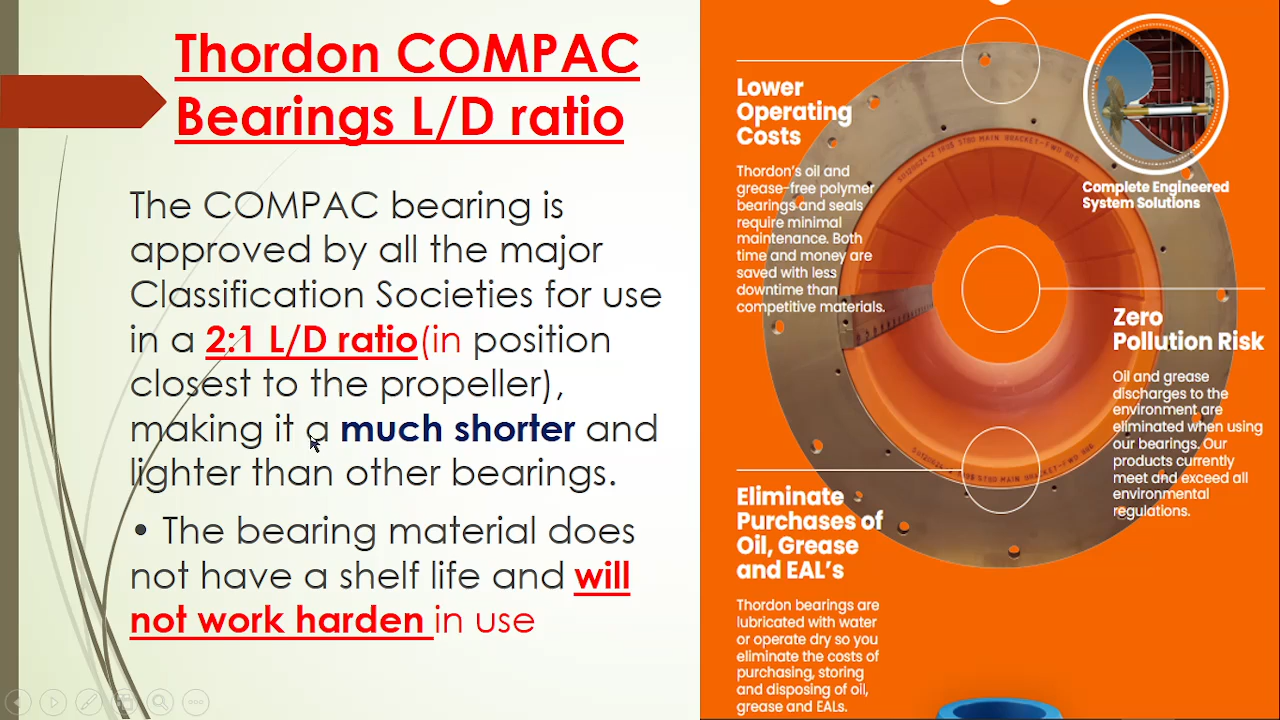 Thordon COMPAC
Bearings L/D ratio
The COMPAC bearing is
approved by all the major
Classification Societies for use
in a 2:1 L/D ratio(in position
closest to the propeller),
making it a much shorter and
lighter than other bearings.
• The bearing material does
not have a shelf life and will
not work harden in use
Lower
Operating
Costs
Thordon's oil and
grease-free polymer
bearings and seals
require minimal
maintenance. Both
time and money are
saved with less
downtime than
competitive materials.
Complete Engineered
System Solutions
Zero
Pollution Risk
Oil and grease
discharges to the
environment are
eliminated when using
our bearings. Our
products currently
meet and exceed all
environmental
regulations.
Eliminate
Purchases of
Oil, Grease
and EAL's
Thordon bearings are
lubricated with water
or operate dry so you
eliminate the costs of
purchasing, storing
and disposing of oil,
grease and EALs.